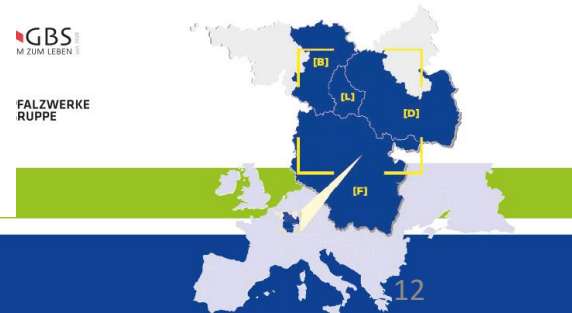 GBS
M ZUM LEBEN
FALZWERKE
RUPPE
[B]
[L]
[D]
[F]
12